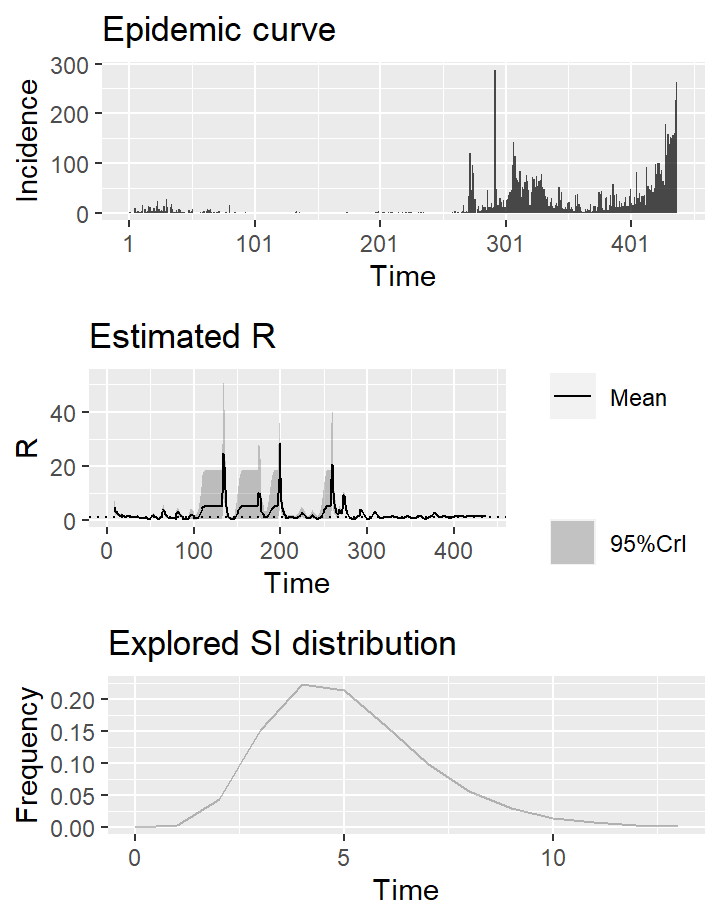 Epidemic curve
300
200
100
0
Incidence
1 101 201 301 401
Time
Estimated R
40
20
0
R
0 100 200 300 400
Time
Mean
95%CrI
Explored SI distribution
0.20
0.15
0.10
0.05
0.00
Frequency
0 5 10
Time